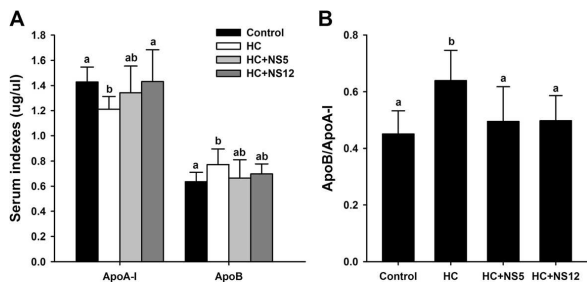 A
Serum indexes (ug/ul)
1.8
1.6
1.4
1.2
1.0
0.8
0.6
0.4
0.2
0.0
Control
HC
HC+NS5
HC+NS12
a
b
ab
a
a
b
ab
ab
ApoA-I
ApoB
B
ApoB/ApoA-I
0.8
0.6
0.4
0.2
0.0
a
b
a
a
Control
HC
HC+NS5
HC+NS12